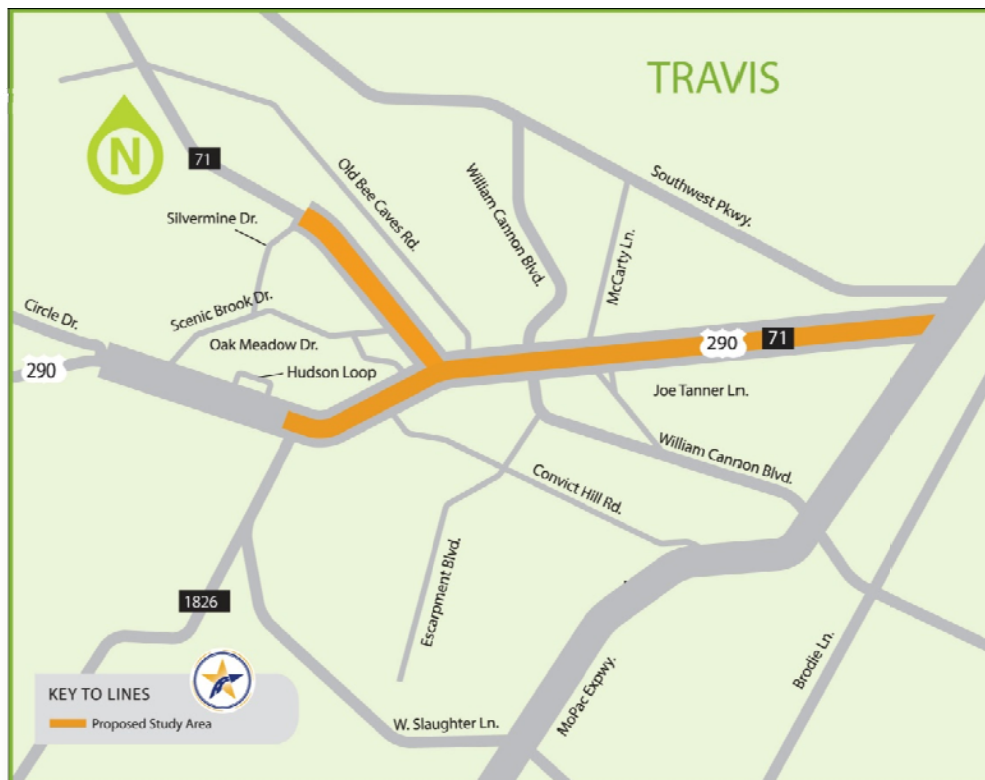 TRAVIS
N
71
Old Bee Caves Rd.
William Cannon Blvd.
Southwest Pkwy.
Silvermine Dr.
McCarty Ln.
Circle Dr.
Scenic Brook Dr.
290
Oak Meadow Dr.
Hudson Loop
290
71
Joe Tanner Ln.
William Cannon Blvd.
Convict Hill Rd.
Escarpment Blvd.
1826
Brodie Ln.
MoPac Expwy.
W. Slaughter Ln.
KEY TO LINES
Proposed Study Area